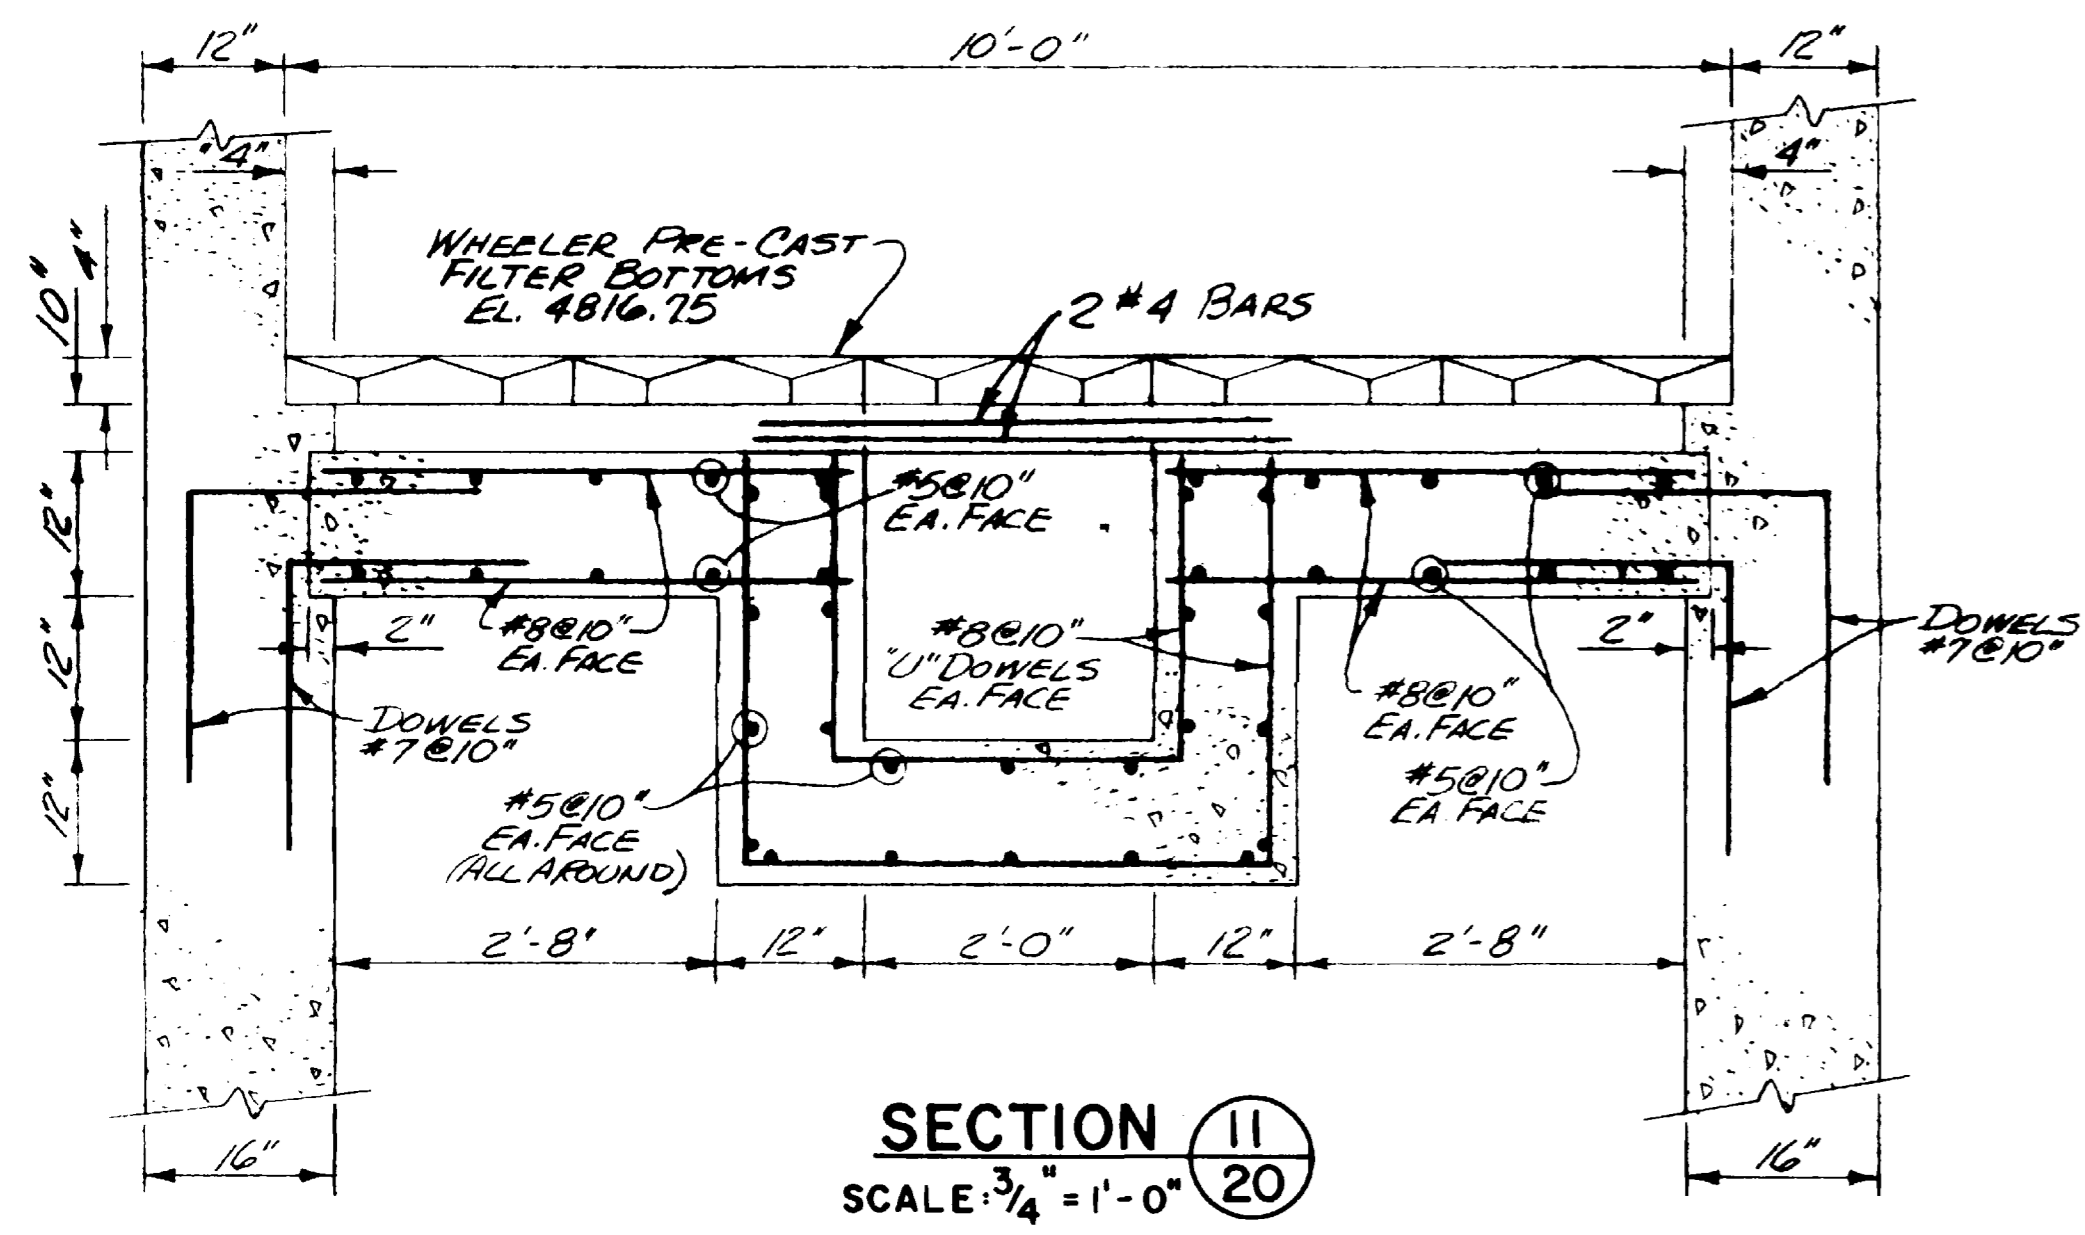 12"
10'-0"
12"
4"
4"
10"
4"
WHEELER PRE-CAST
FILTER BOTTOMS
EL. 4816.75
2 #4 BARS
12"
#5@10"
EA. FACE
12"
2"
#8@10"
EA. FACE
#8@10"
"U" DOWELS
EA. FACE
2"
DOWELS
#7@10"
#8@10"
EA. FACE
DOWELS
#7@10"
12"
#5@10"
EA. FACE
(ALL AROUND)
#5@10"
EA. FACE
2'-8"
12"
2'-0"
12"
2'-8"
16"
16"
SECTION
11
20
SCALE: 3/4" = 1'-0"